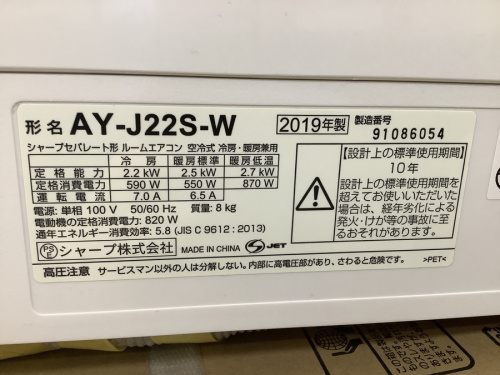 形名 AY-J22S-W 2019年製 製造番号 91086054
シャープセパレート形 ルームエアコン 空冷式 冷房・暖房兼用
冷房 暖房標準 暖房低温
定格能力 2.2 kW 2.5 kW 2.7 kW
定格消費電力 590 W 550 W 870 W
運転電流 7.0 A 6.5 A
電源: 単相 100 V 50/60 Hz 質量: 8 kg
電動機の定格消費電力: 820 W
通年エネルギー消費効率: 5.8 (JIS C 9612 : 2013)
PSE シャープ株式会社 MADE IN CHINA JET
【設計上の標準使用期間】
10年
設計上の標準使用期間を
超えてお使いいただいた
場合は、経年劣化による
発火・けが等の事故に至
るおそれがあります。
高圧注意 サービスマン以外の人は分解しない。内部に高電圧部があり、さわると危険です。 >PET<